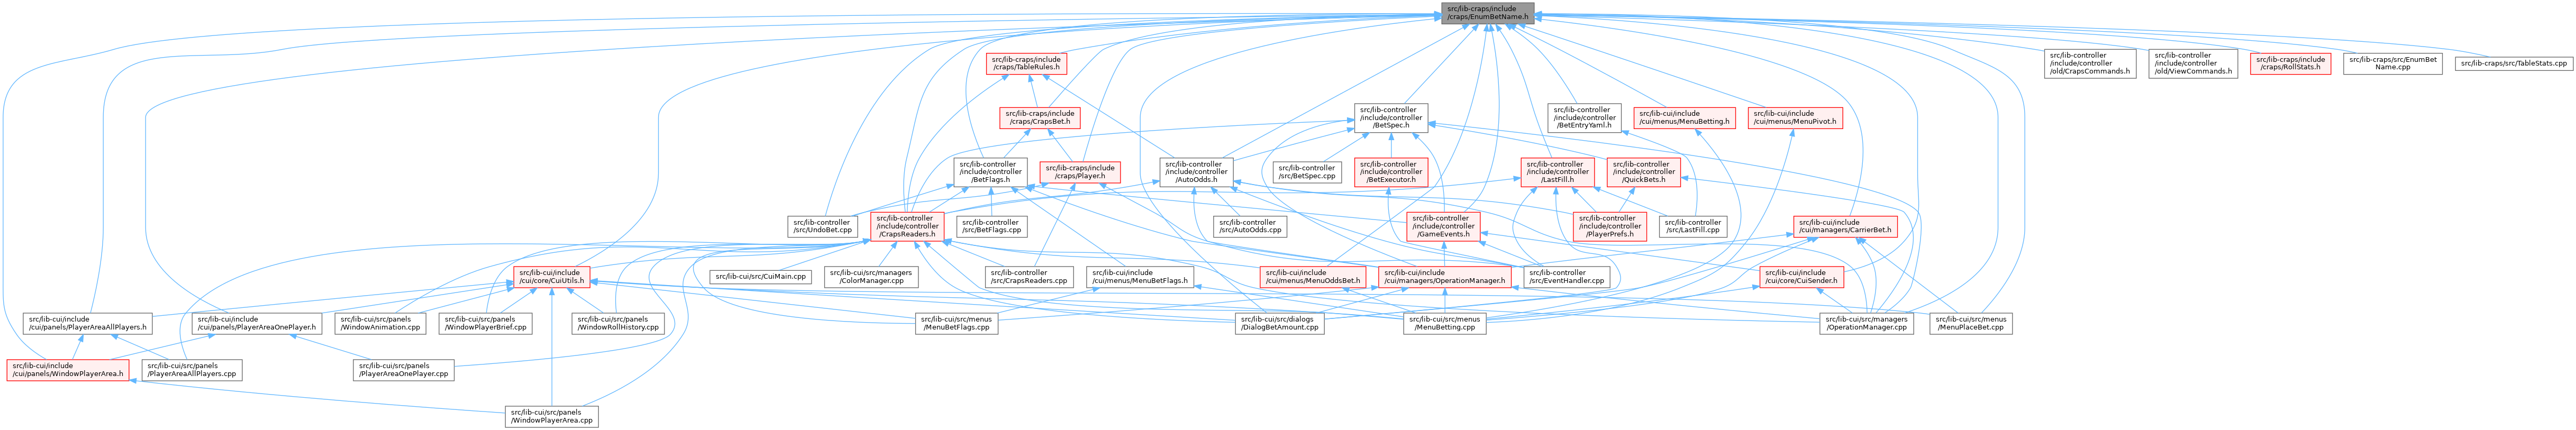 src/lib-craps/include
/craps/EnumBetName.h
src/lib-craps/include
/craps/TableRules.h
src/lib-controller
/include/controller
/old/CrapsCommands.h
src/lib-controller
/include/controller
/old/ViewCommands.h
src/lib-craps/include
/craps/RollStats.h
src/lib-craps/src/EnumBet
Name.cpp
src/lib-craps/src/TableStats.cpp
src/lib-craps/include
/craps/CrapsBet.h
src/lib-controller
/include/controller
/BetSpec.h
src/lib-controller
/include/controller
/BetEntryYaml.h
src/lib-cui/include
/cui/menus/MenuBetting.h
src/lib-cui/include
/cui/menus/MenuPivot.h
src/lib-controller
/include/controller
/BetFlags.h
src/lib-craps/include
/craps/Player.h
src/lib-controller
/include/controller
/AutoOdds.h
src/lib-controller
/src/BetSpec.cpp
src/lib-controller
/include/controller
/BetExecutor.h
src/lib-controller
/include/controller
/LastFill.h
src/lib-controller
/include/controller
/QuickBets.h
src/lib-controller
/src/UndoBet.cpp
src/lib-controller
/include/controller
/CrapsReaders.h
src/lib-controller
/src/BetFlags.cpp
src/lib-controller
/src/AutoOdds.cpp
src/lib-controller
/include/controller
/GameEvents.h
src/lib-controller
/include/controller
/PlayerPrefs.h
src/lib-controller
/src/LastFill.cpp
src/lib-cui/include
/cui/managers/CarrierBet.h
src/lib-cui/include
/cui/core/CuiUtils.h
src/lib-cui/src/CuiMain.cpp
src/lib-cui/src/managers
/ColorManager.cpp
src/lib-controller
/src/CrapsReaders.cpp
src/lib-cui/include
/cui/menus/MenuBetFlags.h
src/lib-cui/include
/cui/menus/MenuOddsBet.h
src/lib-cui/include
/cui/managers/OperationManager.h
src/lib-controller
/src/EventHandler.cpp
src/lib-cui/include
/cui/core/CuiSender.h
src/lib-cui/include
/cui/panels/PlayerAreaAllPlayers.h
src/lib-cui/include
/cui/panels/PlayerAreaOnePlayer.h
src/lib-cui/src/panels
/WindowAnimation.cpp
src/lib-cui/src/panels
/WindowPlayerBrief.cpp
src/lib-cui/src/panels
/WindowRollHistory.cpp
src/lib-cui/src/menus
/MenuBetFlags.cpp
src/lib-cui/src/dialogs
/DialogBetAmount.cpp
src/lib-cui/src/menus
/MenuBetting.cpp
src/lib-cui/src/managers
/OperationManager.cpp
src/lib-cui/src/menus
/MenuPlaceBet.cpp
src/lib-cui/include
/cui/panels/WindowPlayerArea.h
src/lib-cui/src/panels
/PlayerAreaAllPlayers.cpp
src/lib-cui/src/panels
/PlayerAreaOnePlayer.cpp
src/lib-cui/src/panels
/WindowPlayerArea.cpp